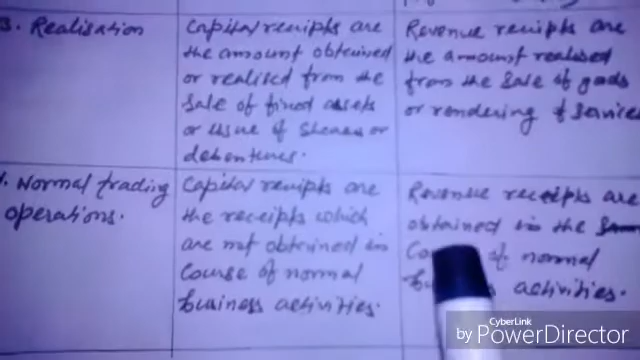 3. Realisation
Capital receipts are
the amount obtained
or realised from the
Sale of fixed assets
or issue of Shares or
debentures.
Revenue receipts are
the amount realised
from the Sale of goods
or rendering of services
4. Normal trading
operations.
Capital receipts are
the receipts which
are not obtained in
Course of normal
business activities.
Revenue receipts are
obtained in the
of normal
activities.
CyberLink
by PowerDirector